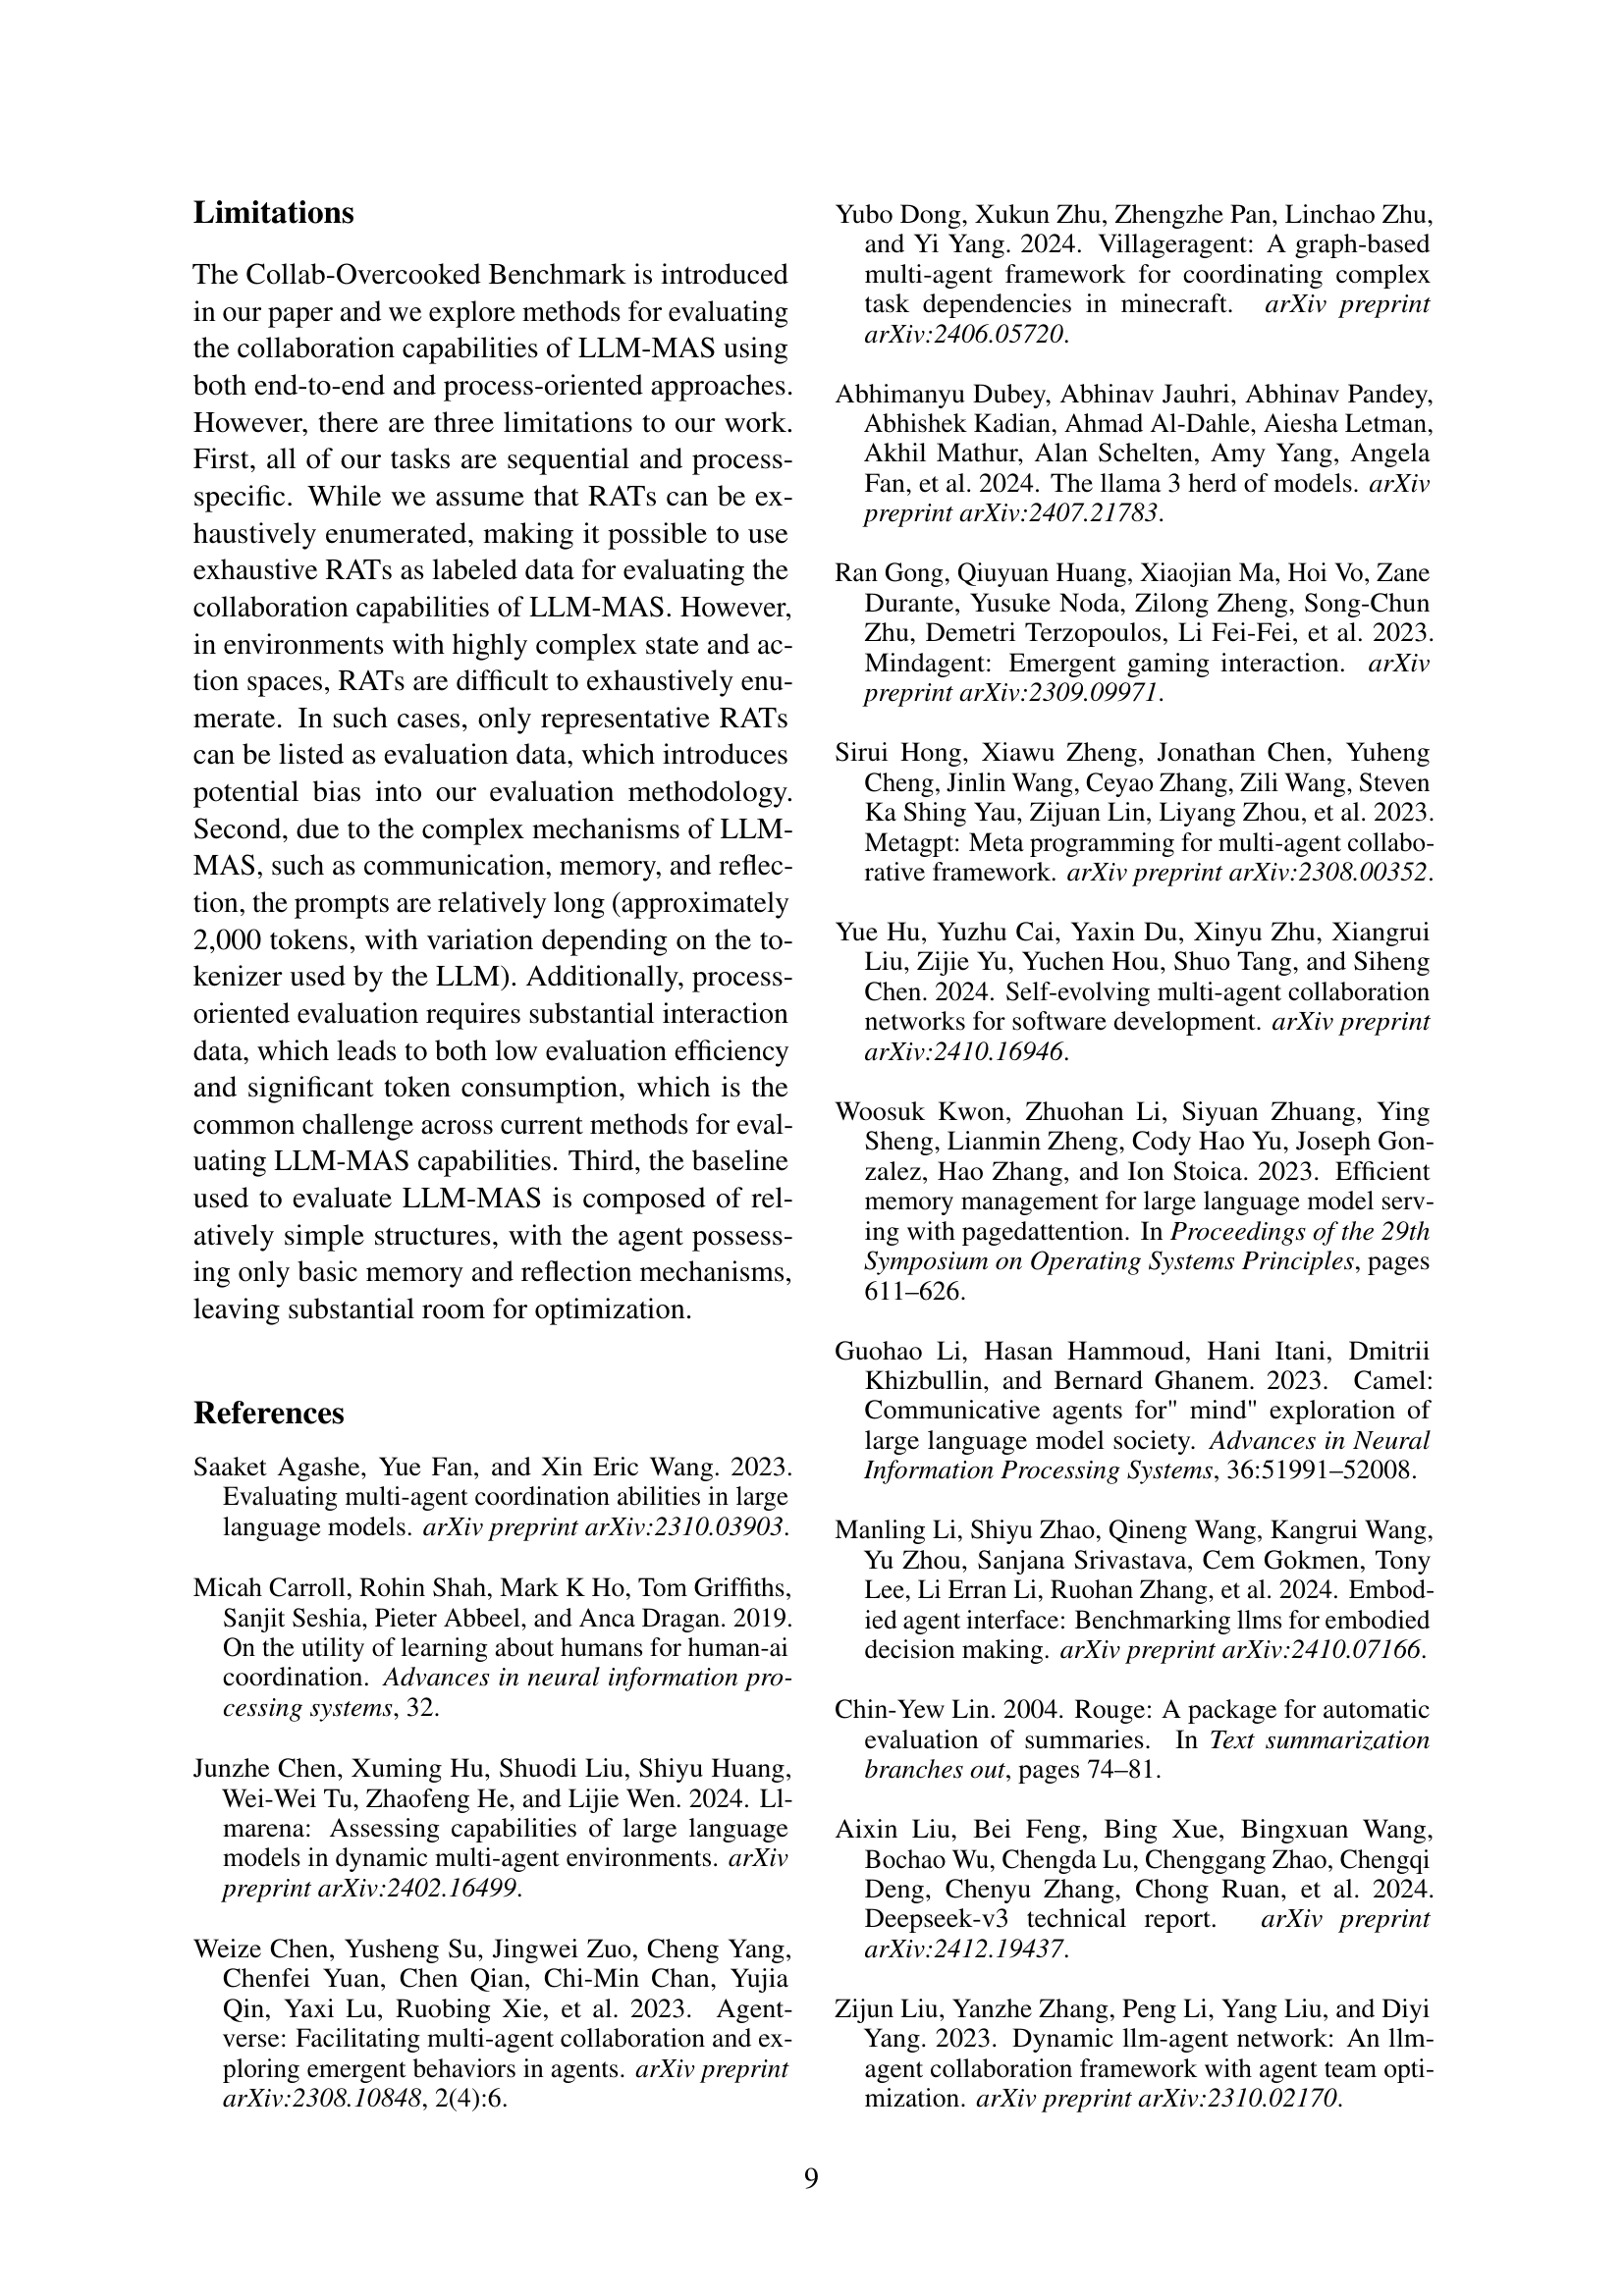 Limitations
The Collab-Overcooked Benchmark is introduced
in our paper and we explore methods for evaluating
the collaboration capabilities of LLM-MAS using
both end-to-end and process-oriented approaches.
However, there are three limitations to our work.
First, all of our tasks are sequential and process-
specific. While we assume that RATs can be ex-
haustively enumerated, making it possible to use
exhaustive RATs as labeled data for evaluating the
collaboration capabilities of LLM-MAS. However,
in environments with highly complex state and ac-
tion spaces, RATs are difficult to exhaustively enu-
merate. In such cases, only representative RATs
can be listed as evaluation data, which introduces
potential bias into our evaluation methodology.
Second, due to the complex mechanisms of LLM-
MAS, such as communication, memory, and reflec-
tion, the prompts are relatively long (approximately
2,000 tokens, with variation depending on the to-
kenizer used by the LLM). Additionally, process-
oriented evaluation requires substantial interaction
data, which leads to both low evaluation efficiency
and significant token consumption, which is the
common challenge across current methods for eval-
uating LLM-MAS capabilities. Third, the baseline
used to evaluate LLM-MAS is composed of rel-
atively simple structures, with the agent possess-
ing only basic memory and reflection mechanisms,
leaving substantial room for optimization.
References
Saaket Agashe, Yue Fan, and Xin Eric Wang. 2023.
Evaluating multi-agent coordination abilities in large
language models. arXiv preprint arXiv:2310.03903.
Micah Carroll, Rohin Shah, Mark K Ho, Tom Griffiths,
Sanjit Seshia, Pieter Abbeel, and Anca Dragan. 2019.
On the utility of learning about humans for human-ai
coordination. Advances in neural information pro-
cessing systems, 32.
Junzhe Chen, Xuming Hu, Shuodi Liu, Shiyu Huang,
Wei-Wei Tu, Zhaofeng He, and Lijie Wen. 2024. Ll-
marena: Assessing capabilities of large language
models in dynamic multi-agent environments. arXiv
preprint arXiv:2402.16499.
Weize Chen, Yusheng Su, Jingwei Zuo, Cheng Yang,
Chenfei Yuan, Chen Qian, Chi-Min Chan, Yujia
Qin, Yaxi Lu, Ruobing Xie, et al. 2023. Agent-
verse: Facilitating multi-agent collaboration and ex-
ploring emergent behaviors in agents. arXiv preprint
arXiv:2308.10848, 2(4):6.
Yubo Dong, Xukun Zhu, Zhengzhe Pan, Linchao Zhu,
and Yi Yang. 2024. Villageragent: A graph-based
multi-agent framework for coordinating complex
task dependencies in minecraft. arXiv preprint
arXiv:2406.05720.
Abhimanyu Dubey, Abhinav Jauhri, Abhinav Pandey,
Abhishek Kadian, Ahmad Al-Dahle, Aiesha Letman,
Akhil Mathur, Alan Schelten, Amy Yang, Angela
Fan, et al. 2024. The llama 3 herd of models. arXiv
preprint arXiv:2407.21783.
Ran Gong, Qiuyuan Huang, Xiaojian Ma, Hoi Vo, Zane
Durante, Yusuke Noda, Zilong Zheng, Song-Chun
Zhu, Demetri Terzopoulos, Li Fei-Fei, et al. 2023.
Mindagent: Emergent gaming interaction. arXiv
preprint arXiv:2309.09971.
Sirui Hong, Xiawu Zheng, Jonathan Chen, Yuheng
Cheng, Jinlin Wang, Ceyao Zhang, Zili Wang, Steven
Ka Shing Yau, Zijuan Lin, Liyang Zhou, et al. 2023.
Metagpt: Meta programming for multi-agent collabo-
rative framework. arXiv preprint arXiv:2308.00352.
Yue Hu, Yuzhu Cai, Yaxin Du, Xinyu Zhu, Xiangrui
Liu, Zijie Yu, Yuchen Hou, Shuo Tang, and Siheng
Chen. 2024. Self-evolving multi-agent collaboration
networks for software development. arXiv preprint
arXiv:2410.16946.
Woosuk Kwon, Zhuohan Li, Siyuan Zhuang, Ying
Sheng, Lianmin Zheng, Cody Hao Yu, Joseph Gon-
zalez, Hao Zhang, and Ion Stoica. 2023. Efficient
memory management for large language model serv-
ing with pagedattention. In Proceedings of the 29th
Symposium on Operating Systems Principles, pages
611–626.
Guohao Li, Hasan Hammoud, Hani Itani, Dmitrii
Khizbullin, and Bernard Ghanem. 2023. Camel:
Communicative agents for" mind" exploration of
large language model society. Advances in Neural
Information Processing Systems, 36:51991–52008.
Manling Li, Shiyu Zhao, Qineng Wang, Kangrui Wang,
Yu Zhou, Sanjana Srivastava, Cem Gokmen, Tony
Lee, Li Erran Li, Ruohan Zhang, et al. 2024. Embod-
ied agent interface: Benchmarking llms for embodied
decision making. arXiv preprint arXiv:2410.07166.
Chin-Yew Lin. 2004. Rouge: A package for automatic
evaluation of summaries. In Text summarization
branches out, pages 74–81.
Aixin Liu, Bei Feng, Bing Xue, Bingxuan Wang,
Bochao Wu, Chengda Lu, Chenggang Zhao, Chengqi
Deng, Chenyu Zhang, Chong Ruan, et al. 2024.
Deepseek-v3 technical report. arXiv preprint
arXiv:2412.19437.
Zijun Liu, Yanzhe Zhang, Peng Li, Yang Liu, and Diyi
Yang. 2023. Dynamic llm-agent network: An llm-
agent collaboration framework with agent team opti-
mization. arXiv preprint arXiv:2310.02170.
9